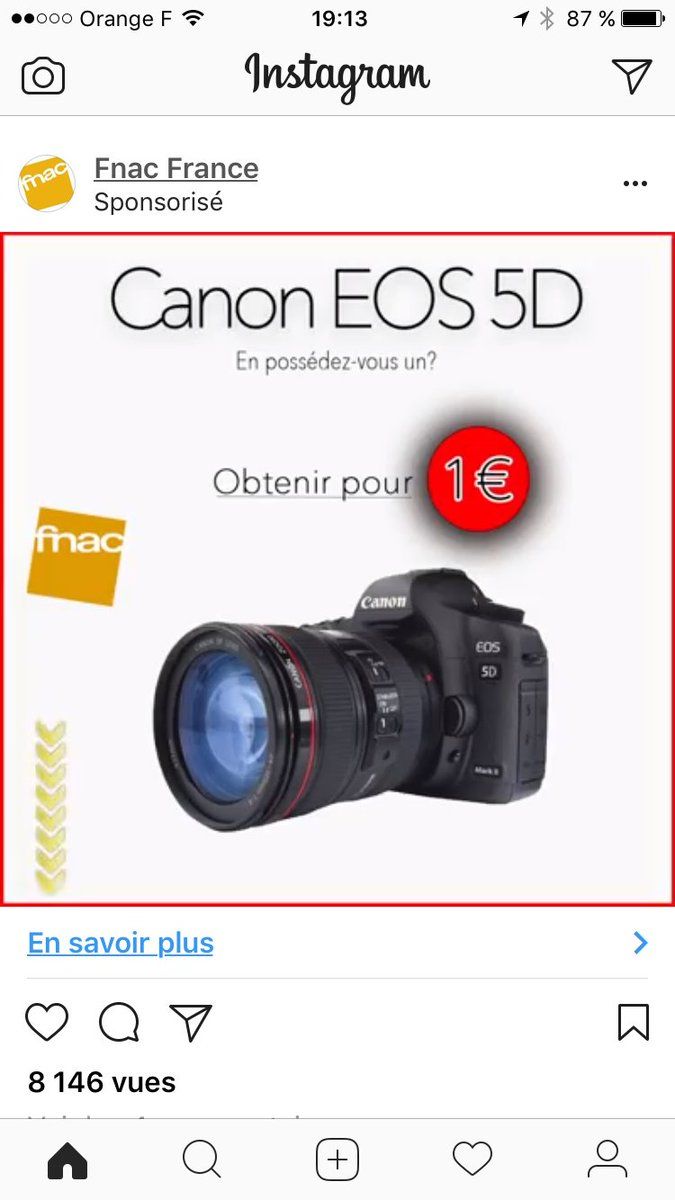 Orange F 19:13 87 %
Instagram
fnac Fnac France
Sponsorisé
Canon EOS 5D
En possédez-vous un?
Obtenir pour 1€
fnac
Canon
EOS
5D
Mark II
En savoir plus
8 146 vues